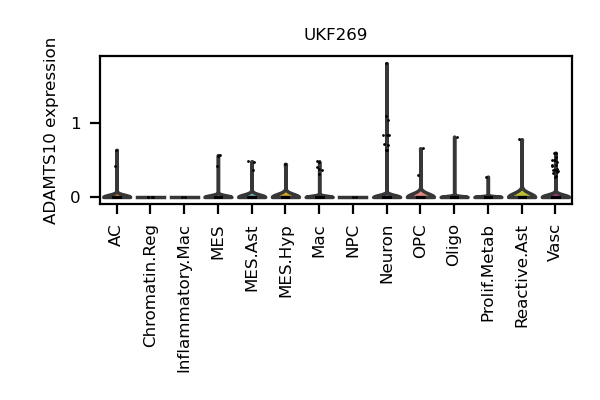 UKF269
ADAMTS10 expression
1
0
AC
Chromatin.Reg
Inflammatory.Mac
MES
MES.Ast
MES.Hyp
Mac
NPC
Neuron
OPC
Oligo
Prolif.Metab
Reactive.Ast
Vasc